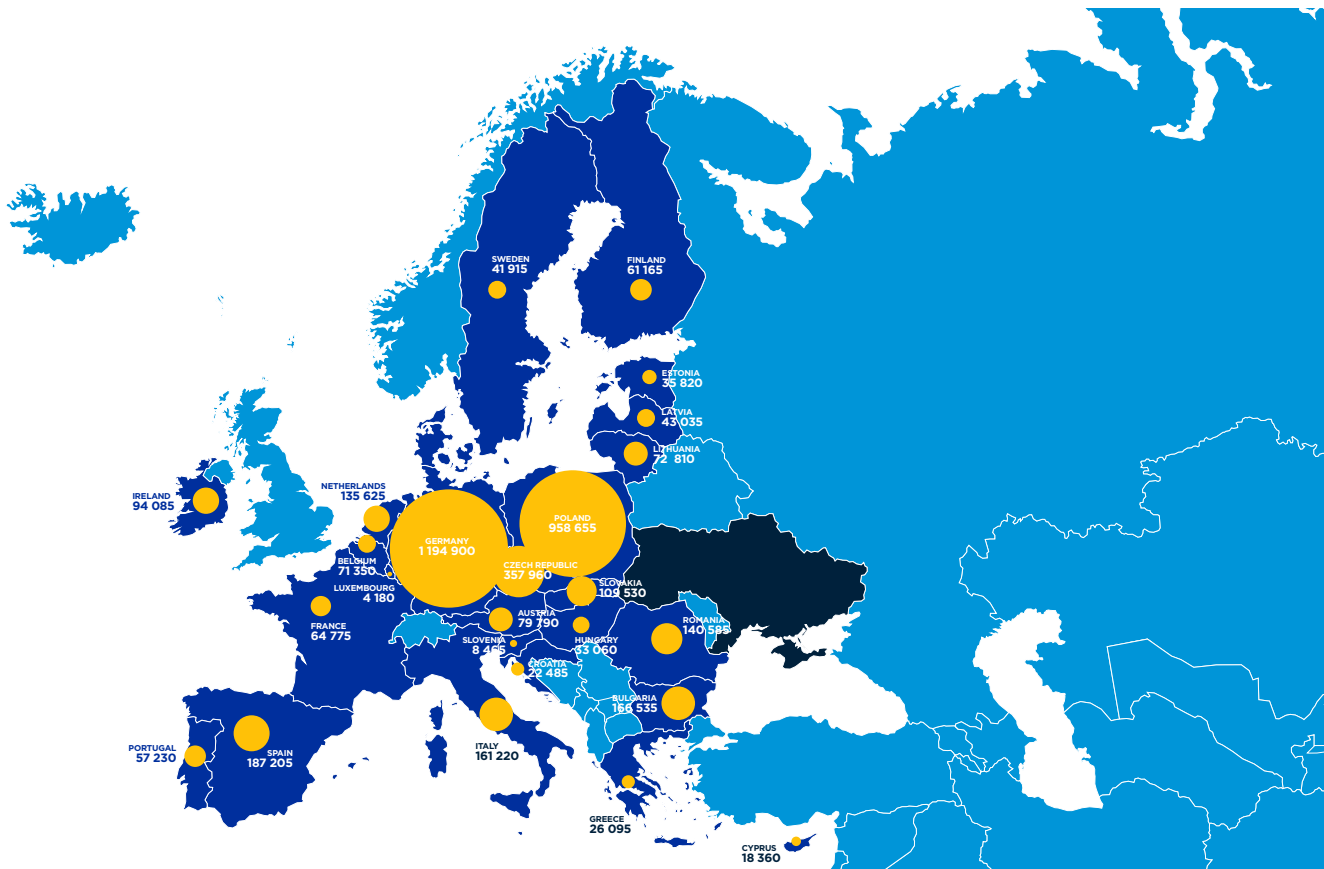 SWEDEN
41 915
FINLAND
61 165
ESTONIA
35 820
LATVIA
43 035
LITHUANIA
72 810
IRELAND
94 085
NETHERLANDS
135 625
POLAND
958 655
GERMANY
1 194 900
BELGIUM
71 350
CZECH REPUBLIC
357 960
LUXEMBOURG
4 180
SLOVAKIA
109 530
FRANCE
64 775
AUSTRIA
79 790
ROMANIA
140 585
SLOVENIA
8 465
HUNGARY
33 060
CROATIA
22 485
BULGARIA
166 535
PORTUGAL
57 230
SPAIN
187 205
ITALY
161 220
GREECE
26 095
CYPRUS
18 360